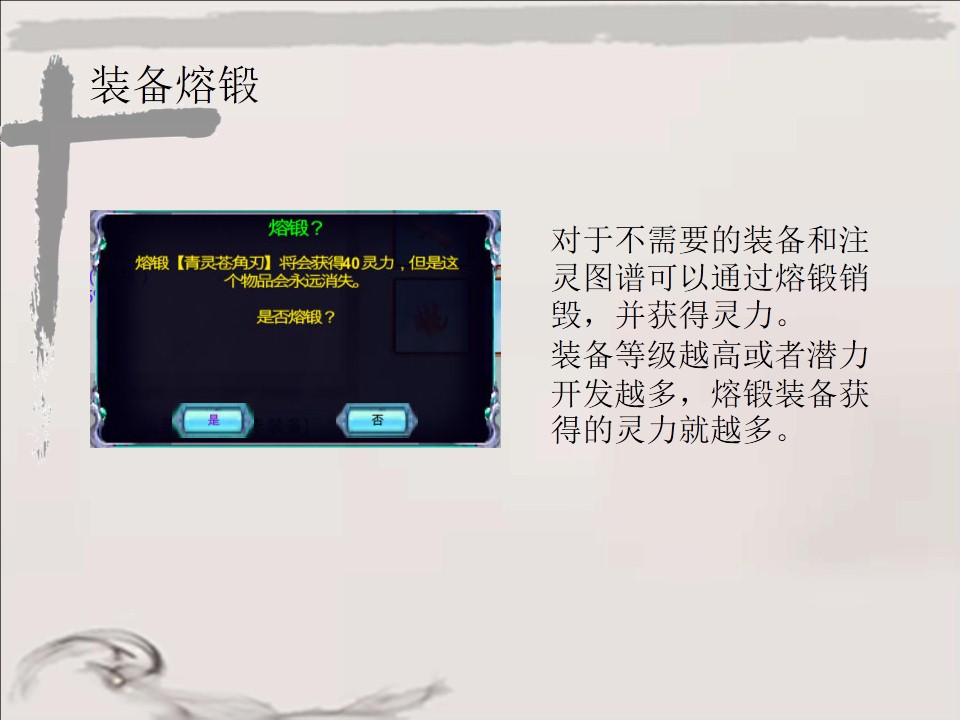 装备熔锻
熔锻？
熔锻【青灵苍角刃】将会获得40灵力，但是这
个物品会永远消失。
是否熔锻？
是
否
对于不需要的装备和注
灵图谱可以通过熔锻销
毁，并获得灵力。
装备等级越高或者潜力
开发越多，熔锻装备获
得的灵力就越多。